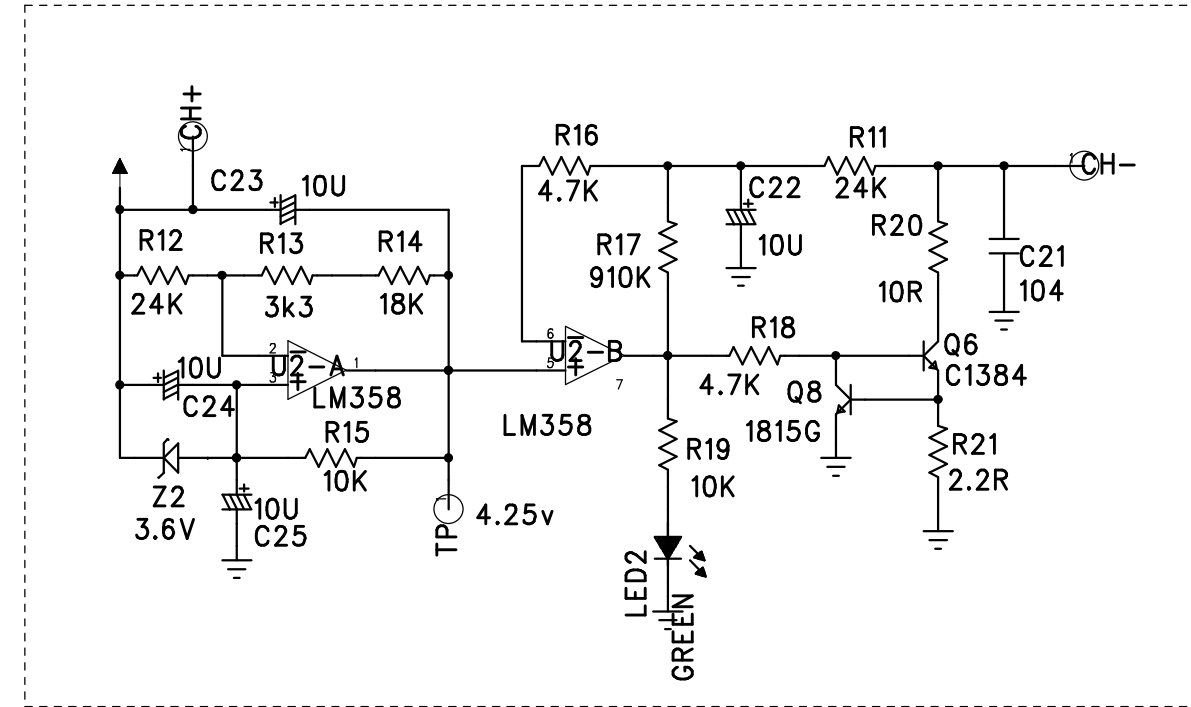 CH+
C23
10U
R12
24K
R13
3k3
R14
18K
10U
C24
2
U2-A
3
1
LM358
R15
10K
Z2
3.6V
10U
C25
TP
4.25v
R16
4.7K
R11
24K
1
CH-
C22
10U
R17
910K
R20
10R
C21
104
6
U2-B
5
7
LM358
R18
4.7K
Q6
C1384
Q8
1815G
R19
10K
R21
2.2R
LED2
GREEN